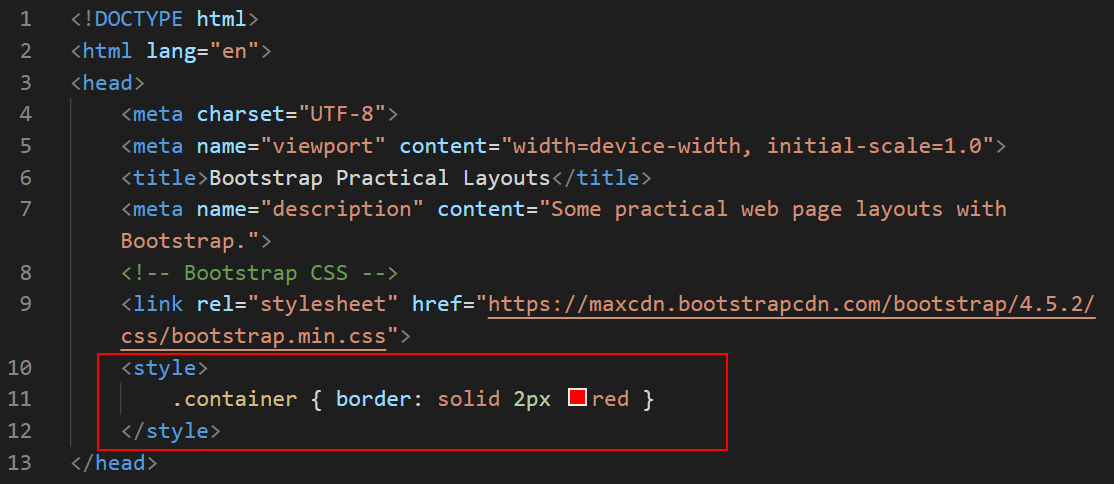 1 <!DOCTYPE html>
2 <html lang="en">
3 <head>
4 <meta charset="UTF-8">
5 <meta name="viewport" content="width=device-width, initial-scale=1.0">
6 <title>Bootstrap Practical Layouts</title>
7 <meta name="description" content="Some practical web page layouts with
Bootstrap.">
8 <!-- Bootstrap CSS -->
9 <link rel="stylesheet" href="https://maxcdn.bootstrapcdn.com/bootstrap/4.5.2/
css/bootstrap.min.css">
10 <style>
11 .container { border: solid 2px red }
12 </style>
13 </head>